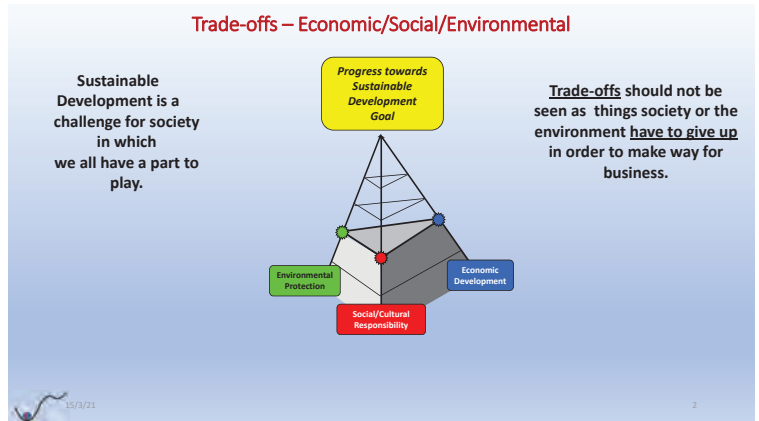 Trade-offs – Economic/Social/Environmental
Sustainable
Development is a
challenge for society
in which
we all have a part to
play.
Progress towards
Sustainable
Development
Goal
Trade-offs should not be
seen as things society or the
environment have to give up
in order to make way for
business.
Environmental
Protection
Economic
Development
Social/Cultural
Responsibility
15/3/21
2